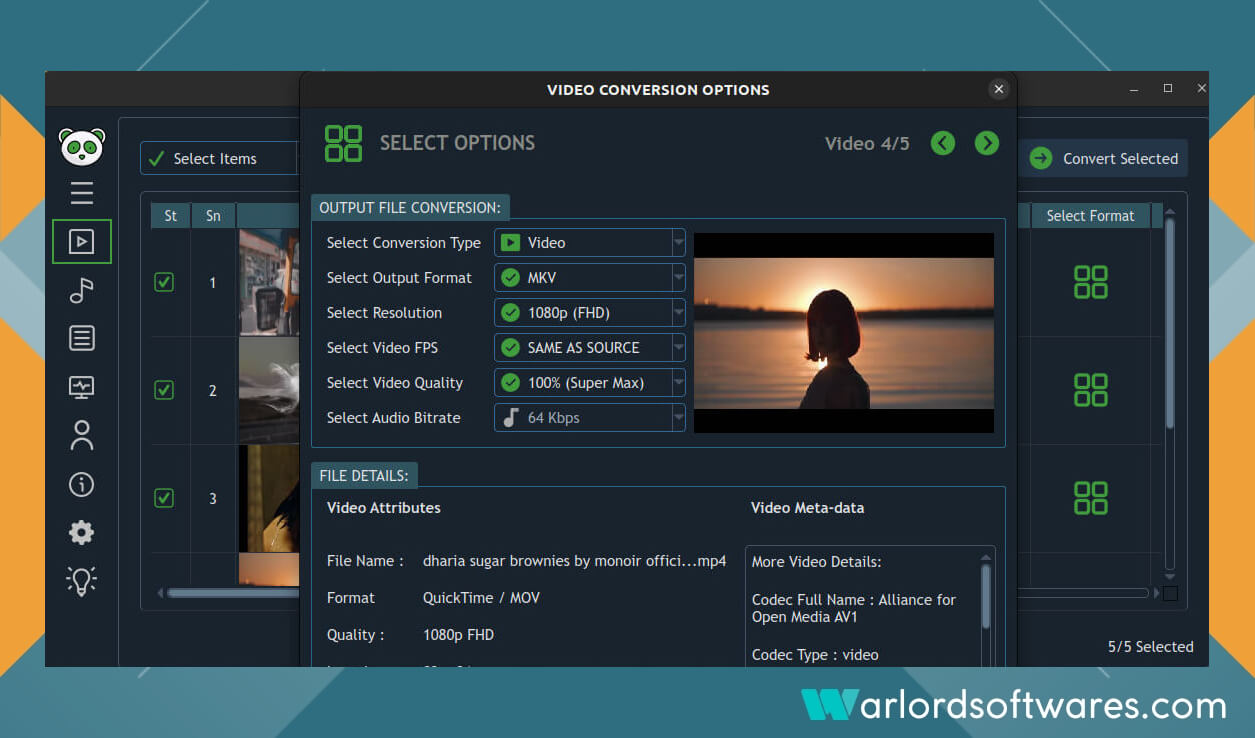 VIDEO CONVERSION OPTIONS
Select Items
SELECT OPTIONS
Video 4/5
Convert Selected
St
Sn
Select Format
OUTPUT FILE CONVERSION:
Select Conversion Type
Video
Select Output Format
MKV
Select Resolution
1080p (FHD)
Select Video FPS
SAME AS SOURCE
Select Video Quality
100% (Super Max)
Select Audio Bitrate
64 Kbps
1
2
3
FILE DETAILS:
Video Attributes
Video Meta-data
File Name :
dharia sugar brownies by monoir offici...mp4
Format
QuickTime / MOV
Quality :
1080p FHD
More Video Details:
Codec Full Name : Alliance for
Open Media AV1
Codec Type : video
5/5 Selected
Warlordsoftwares.com